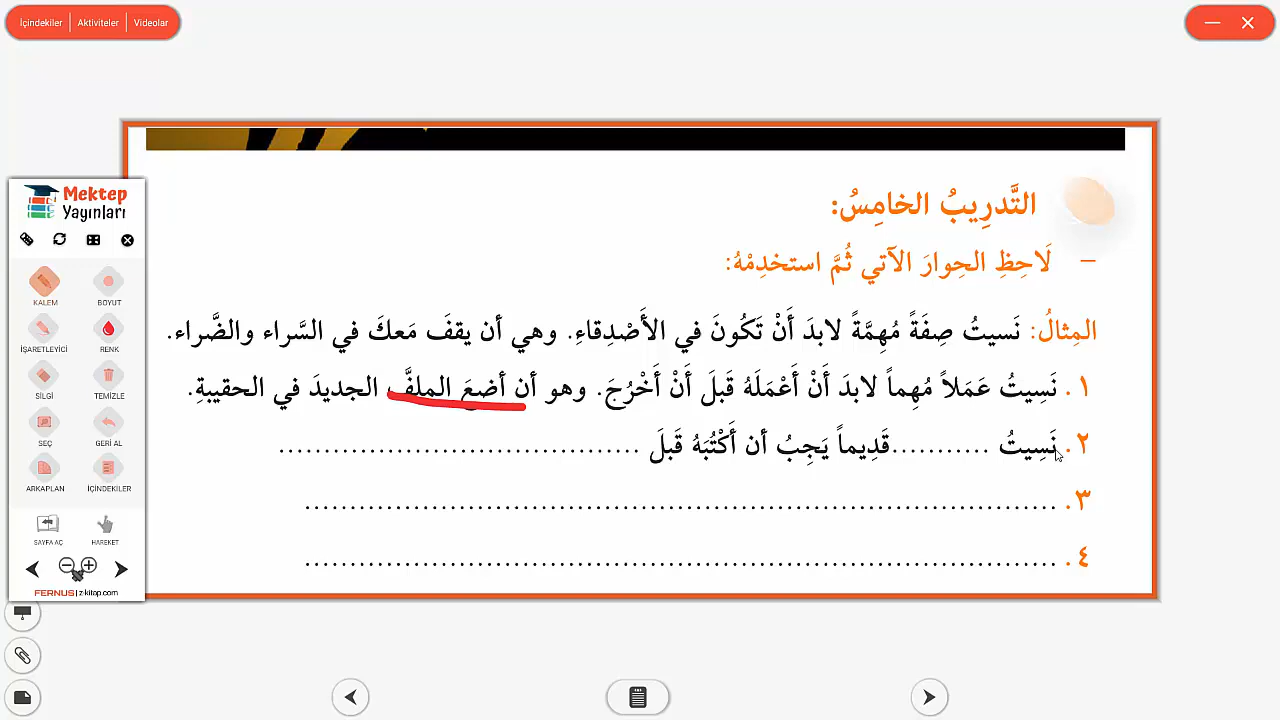 İçindekiler | Aktiviteler | Videolar
Mektep
Yayınları
KALEM BOYUT
İŞARETLEYİCİ RENK
SİLGİ TEMİZLE
SEÇ GERİ AL
ARKAPLAN İÇİNDEKİLER
SAYFA AÇ HAREKET
FERNUS | z-kitap.com
التَّدرِيبُ الخامِسُ:
– لَاحِظِ الحِوارَ الآتي ثُمَّ استخدِمْهُ:
المِثالُ: نَسيتُ صِفَةً مُهِمَّةً لابدَ أَنْ تَكُونَ في الأَصْدِقاءِ. وهي أن يقفَ مَعكَ في السَّراء والضَّراء.
١. نَسِيتُ عَمَلاً مُهِماً لابدَ أَنْ أَعْمَلَهُ قَبلَ أَنْ أَخْرُجَ. وهو أن أضعَ الملفَّ الجديدَ في الحقيبةِ.
٢. نَسِيتُ ...........قَدِيماً يَجِبُ أن أَكْتُبَهُ قَبلَ ........................................
٣. ....................................................................................
٤. ....................................................................................